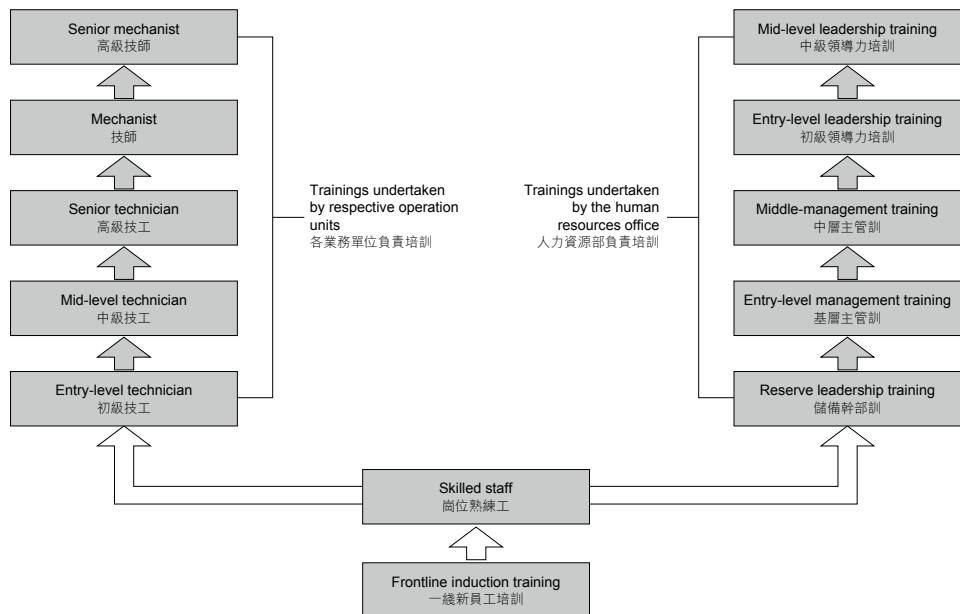 Senior mechanist
高級技師
Mechanist
技師
Senior technician
高級技工
Mid-level technician
中級技工
Entry-level technician
初級技工
Trainings undertaken
by respective operation
units
各業務單位負責培訓
Trainings undertaken
by the human
resources office
人力資源部負責培訓
Mid-level leadership training
中級領導力培訓
Entry-level leadership training
初級領導力培訓
Middle-management training
中層主管訓
Entry-level management training
基層主管訓
Reserve leadership training
儲備幹部訓
Skilled staff
崗位熟練工
Frontline induction training
一綫新員工培訓